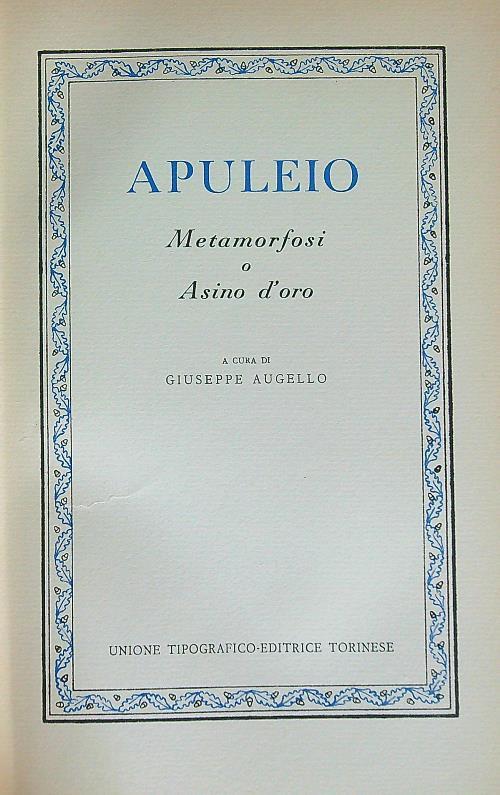 APULEIO
Metamorfosi
o
Asino d'oro
A CURA DI
GIUSEPPE AUGELLO
UNIONE TIPOGRAFICO-EDITRICE TORINESE